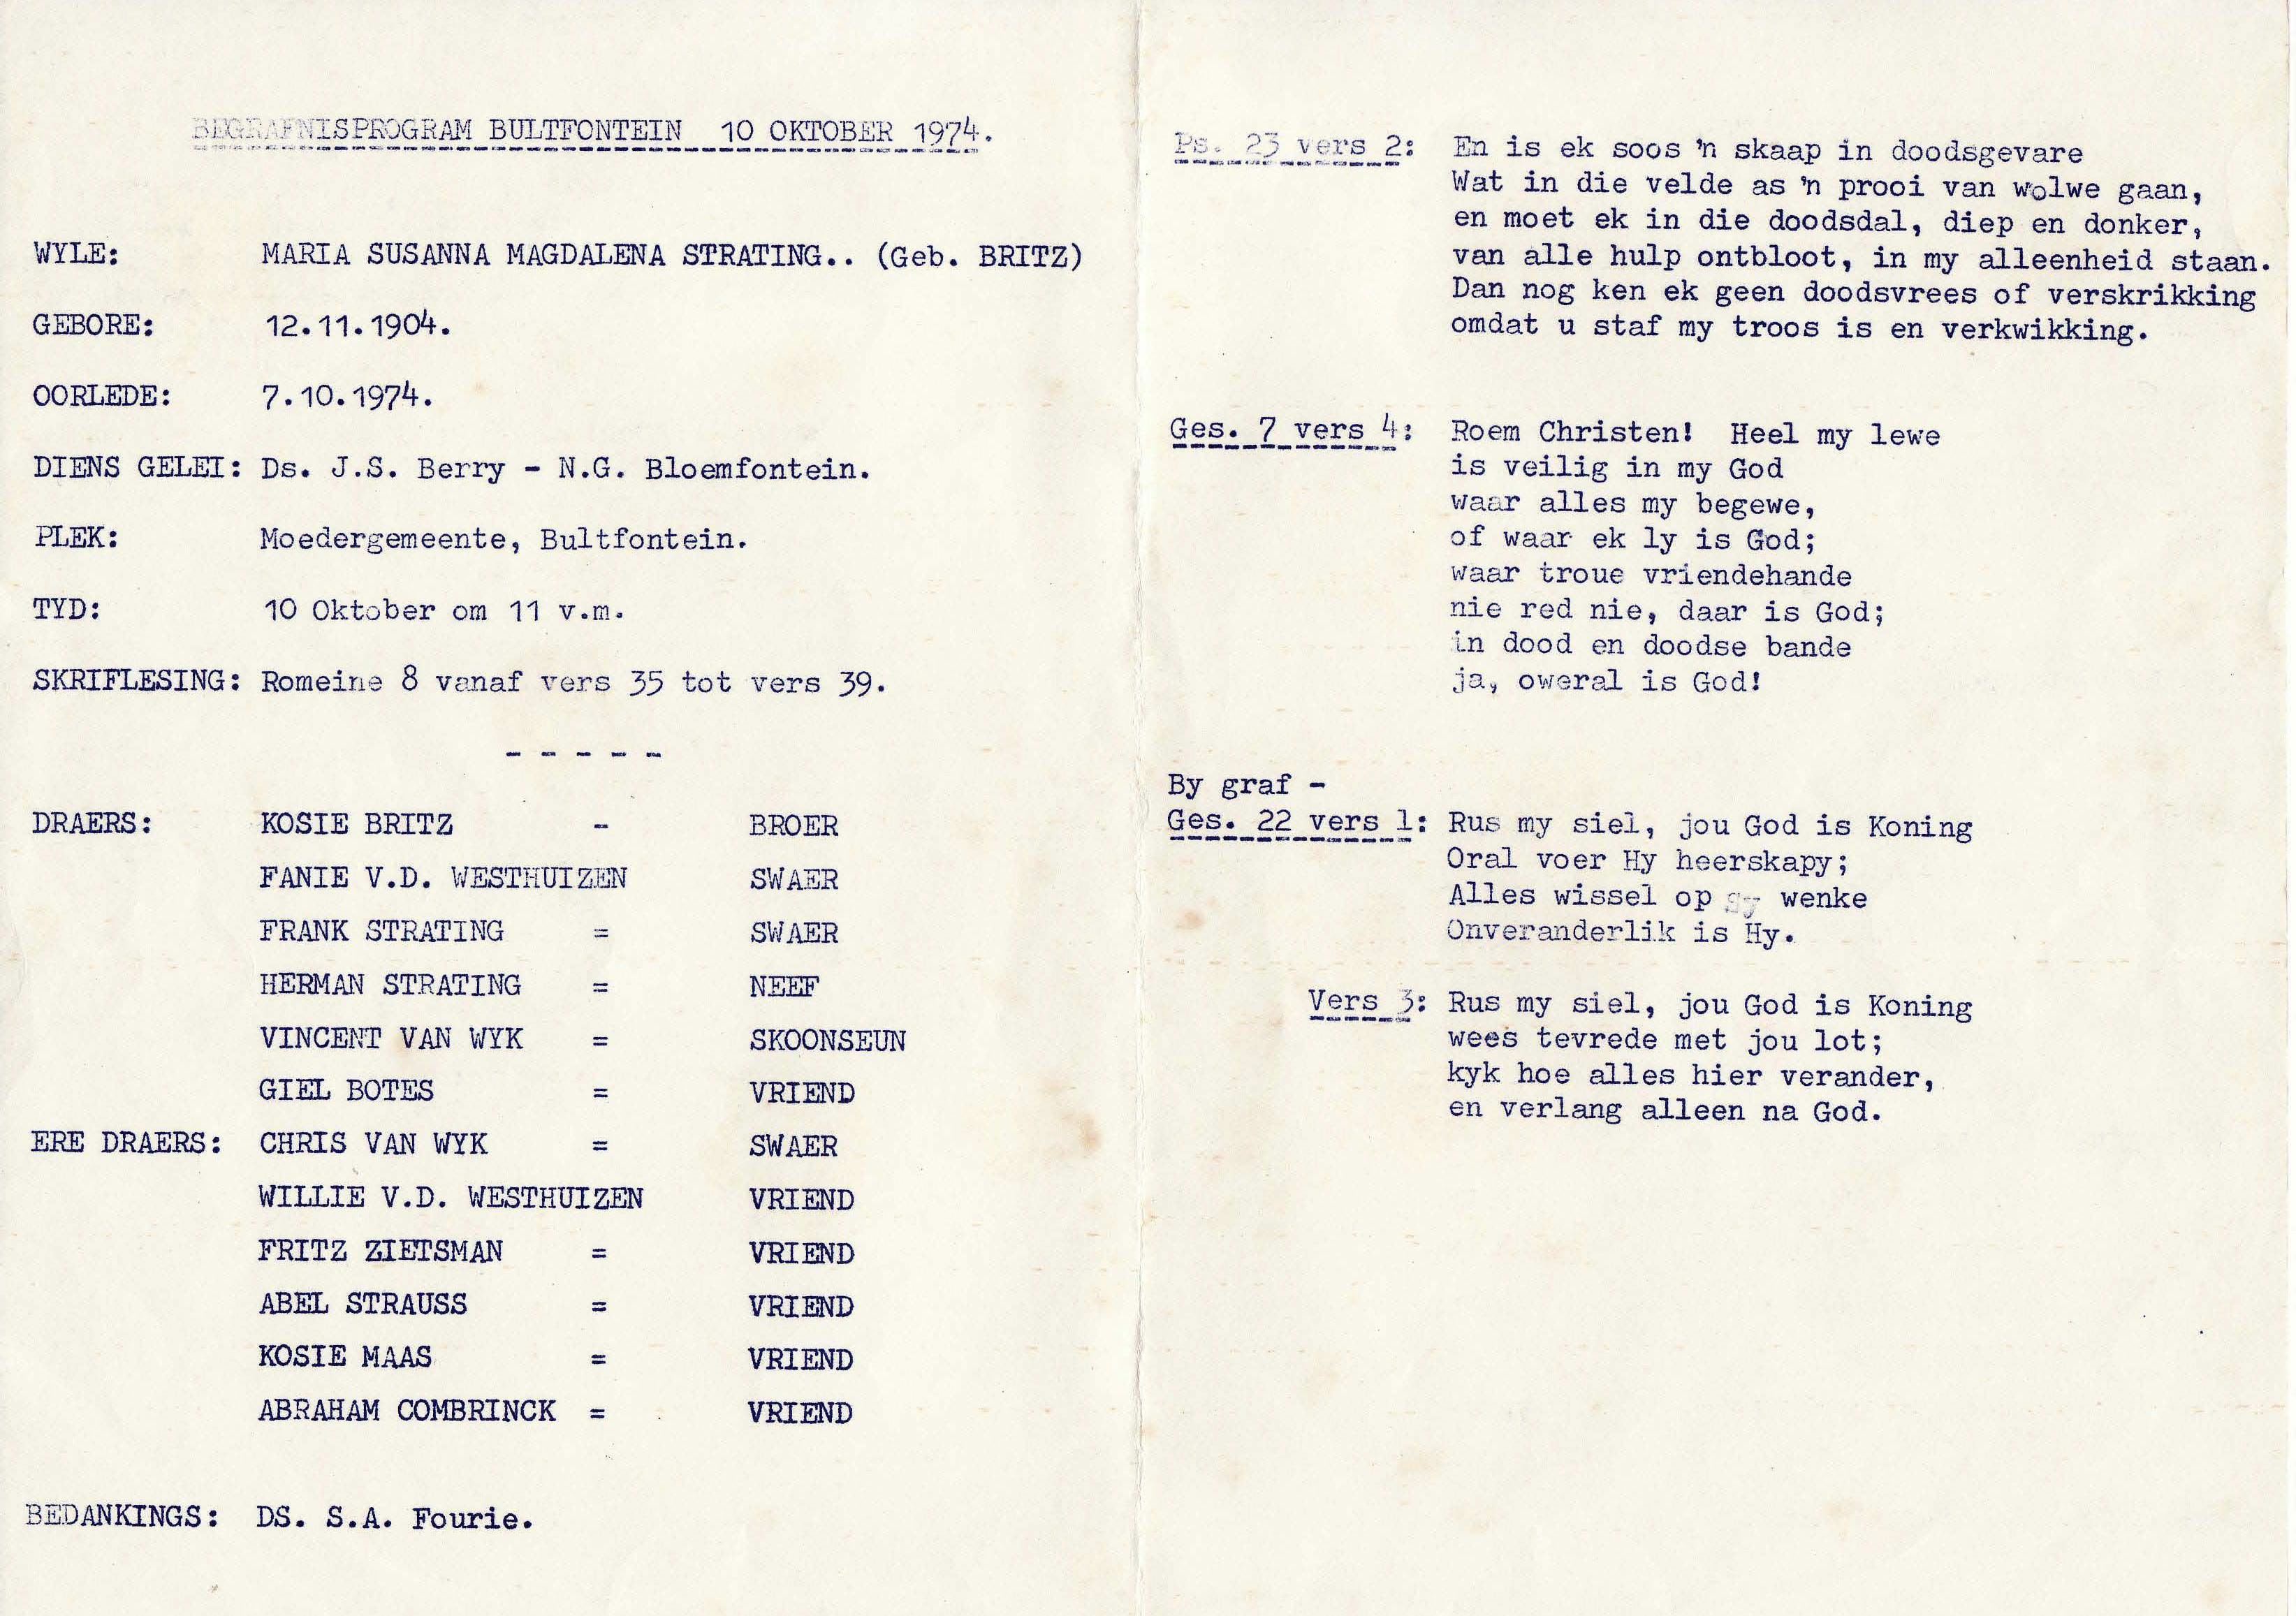 BEGRAFNISPROGRAM BULTFONTEIN 10 OKTOBER 1974.
WYLE: MARIA SUSANNA MAGDALENA STRATING.. (Geb. BRITZ)
GEBORE: 12.11.1904.
OORLEDE: 7.10.1974.
DIENS GELEI: Ds. J.S. Berry - N.G. Bloemfontein.
PLEK: Moedergemeente, Bultfontein.
TYD: 10 Oktober om 11 v.m.
SKRIFLESING: Romeine 8 vanaf vers 35 tot vers 39.
- - - - -
DRAERS: KOSIE BRITZ - BROER
FANIE V.D. WESTHUIZEN SWAER
FRANK STRATING = SWAER
HERMAN STRATING = NEEF
VINCENT VAN WYK = SKOONSEUN
GIEL BOTES = VRIEND
ERE DRAERS: CHRIS VAN WYK = SWAER
WILLIE V.D. WESTHUIZEN VRIEND
FRITZ ZIETSMAN = VRIEND
ABEL STRAUSS = VRIEND
KOSIE MAAS = VRIEND
ABRAHAM COMBRINCK = VRIEND
BEDANKINGS: DS. S.A. Fourie.
Ps. 23 vers 2: En is ek soos 'n skaap in doodsgevare
Wat in die velde as 'n prooi van wolwe gaan,
en moet ek in die doodsdal, diep en donker,
van alle hulp ontbloot, in my alleenheid staan.
Dan nog ken ek geen doodsvrees of verskrikking
omdat u staf my troos is en verkwikking.
Ges. 7 vers 4: Roem Christen! Heel my lewe
is veilig in my God
waar alles my begewe,
of waar ek ly is God;
waar troue vriendehande
nie red nie, daar is God;
in dood en doodse bande
ja, oweral is God!
By graf -
Ges. 22 vers 1: Rus my siel, jou God is Koning
Oral voer Hy heerskapy;
Alles wissel op sy wenke
Onveranderlik is Hy.
Vers 3: Rus my siel, jou God is Koning
wees tevrede met jou lot;
kyk hoe alles hier verander,
en verlang alleen na God.